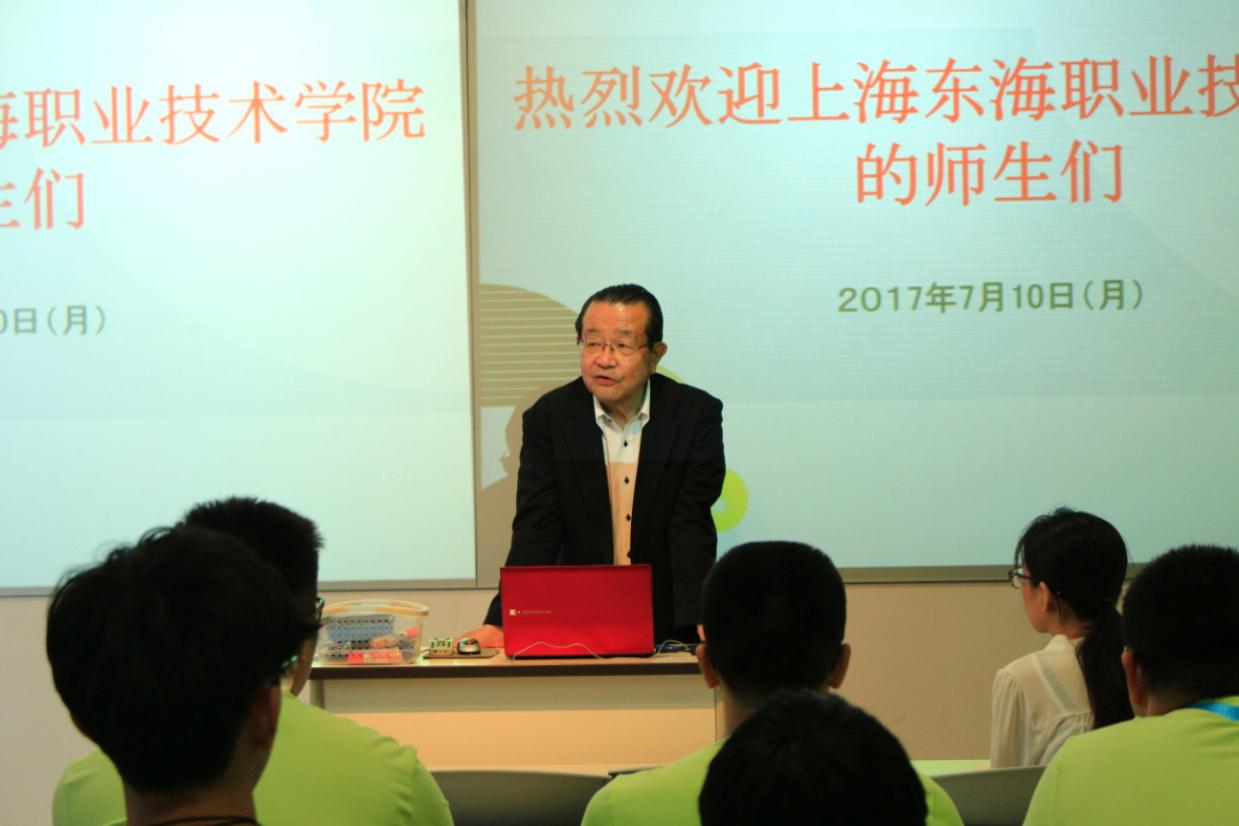 海职业技术学院
生们
0日(月)
热烈欢迎上海东海职业技
的师生们
2017年7月10日(月)